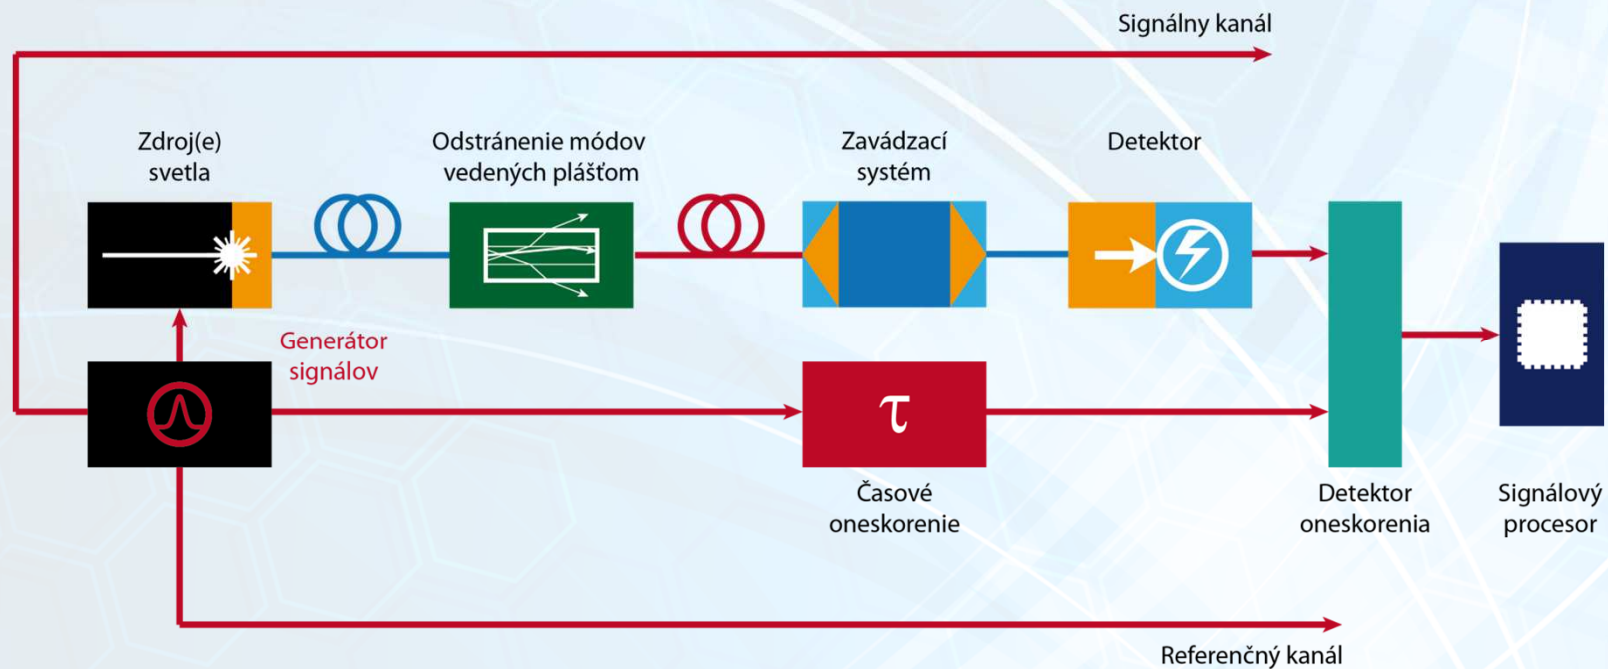 Signálny kanál
Zdroj(e)
svetla
Odstránenie módov
vedených plášťom
Zavádzací
systém
Detektor
Generátor
signálov
τ
Časové
oneskorenie
Detektor
oneskorenia
Signálový
procesor
Referenčný kanál